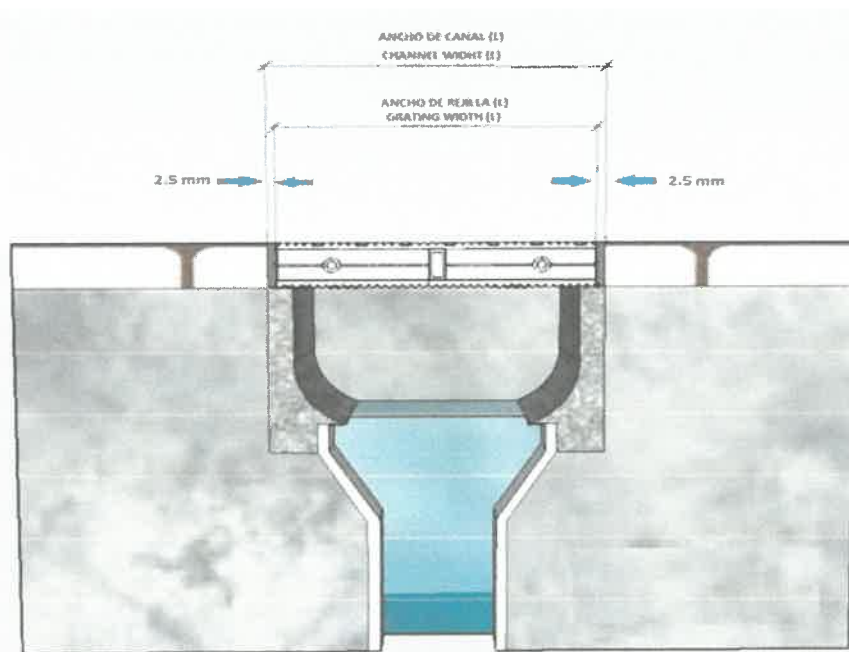 ANCHO DE CANAL (L)
CHANNEL WIDHT (L)
ANCHO DE REJILLA (L)
GRATING WIDTH (L)
2.5 mm
2.5 mm